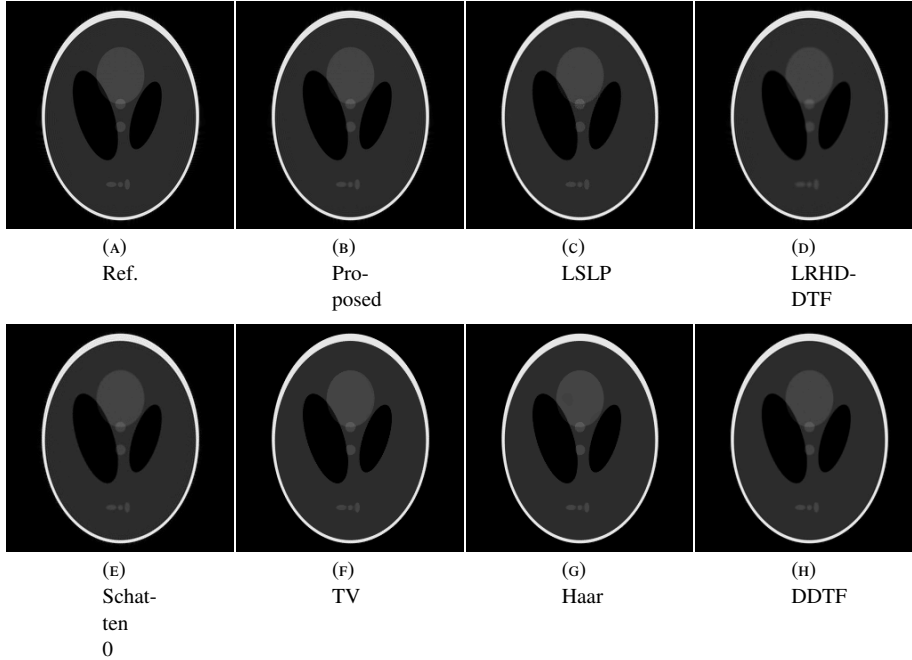 (A) (B) (C) (D)
Ref. Pro- LSLP LRHD-
posed DTF
(E) (F) (G) (H)
Schat- TV Haar DDTF
ten
0